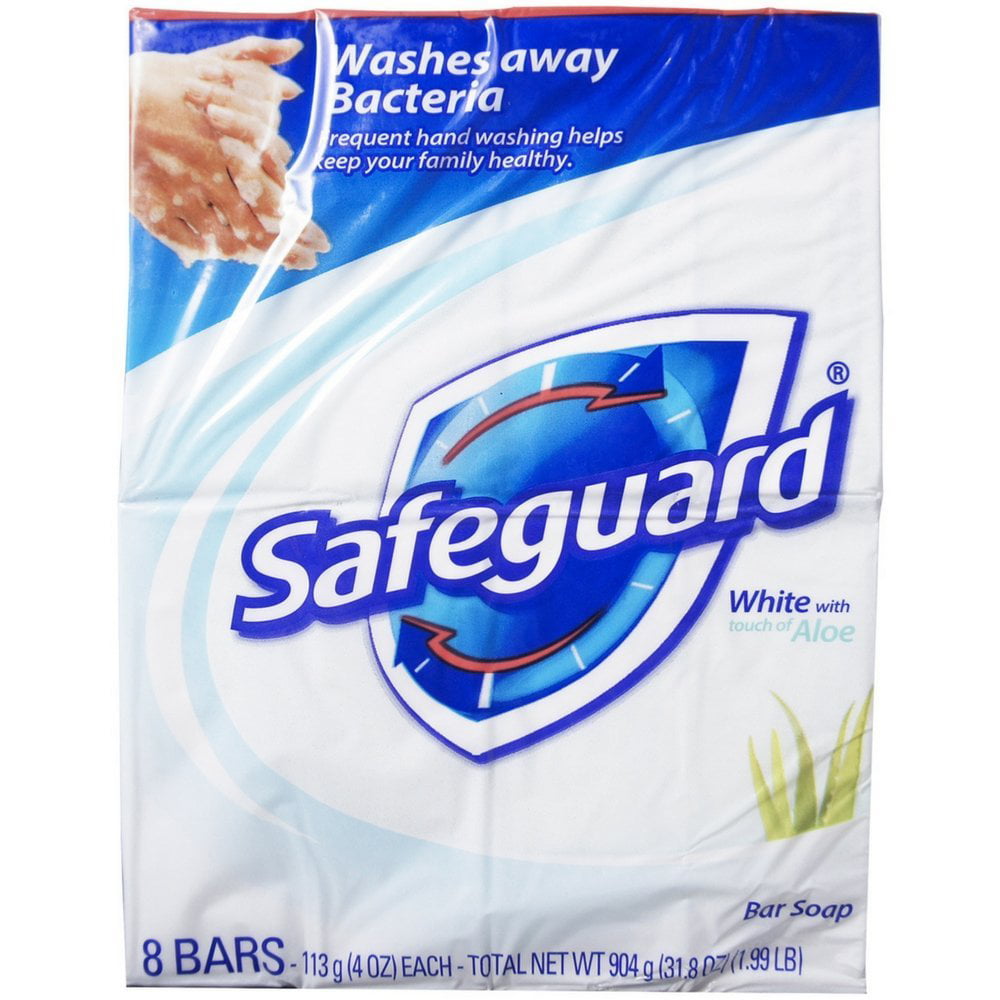 Washes away
Bacteria
requent hand washing helps
keep your family healthy.
Safeguard®
White with
touch of Aloe
Bar Soap
8 BARS - 113 g (4 OZ) EACH - TOTAL NET WT 904 g (31.8 OZ) (1.99 LB)